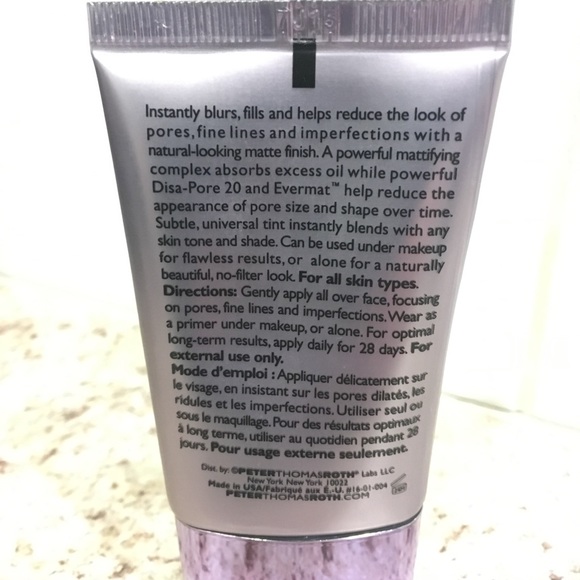 Instantly blurs, fills and helps reduce the look of
pores, fine lines and imperfections with a
natural-looking matte finish. A powerful mattifying
complex absorbs excess oil while powerful
Disa-Pore 20 and Evermat™ help reduce the
appearance of pore size and shape over time.
Subtle, universal tint instantly blends with any
skin tone and shade. Can be used under makeup
for flawless results, or alone for a naturally
beautiful, no-filter look. For all skin types.
Directions: Gently apply all over face, focusing
on pores, fine lines and imperfections. Wear as
a primer under makeup, or alone. For optimal
long-term results, apply daily for 28 days. For
external use only.
Mode d'emploi : Appliquer délicatement sur
le visage, en insistant sur les pores dilatés, les
ridules et les imperfections. Utiliser seul ou
sous le maquillage. Pour des résultats optimaux
à long terme, utiliser au quotidien pendant 28
jours. Pour usage externe seulement.
Dist. by: ©PETERTHOMASROTH® Labs LLC
New York New York 10022
Made in USA/Fabriqué aux É.-U. #16-01-004
PETERTHOMASROTH.COM